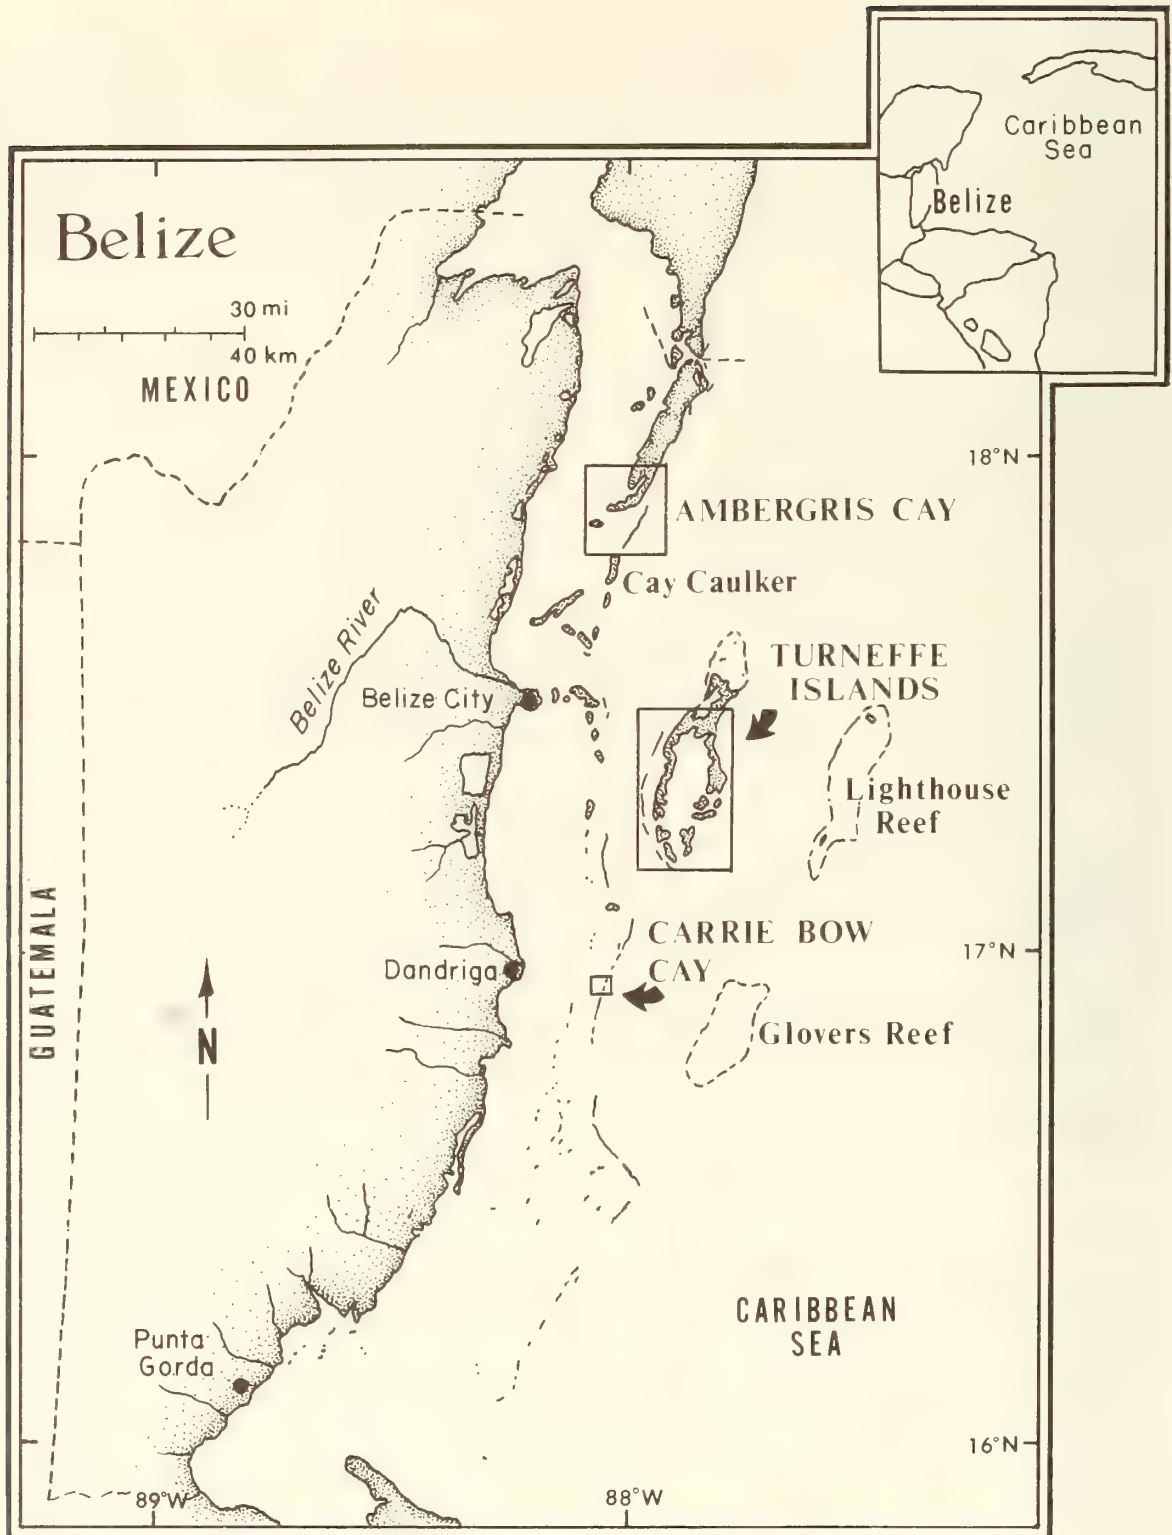 Caribbean
Sea
Belize
Belize
30 mi
40 km
MEXICO
18°N
AMBERGRIS CAY
Cay Caulker
Belize River
TURNEFFE
ISLANDS
Belize City
Lighthouse
Reef
GUATEMALA
CARRIE BOW
CAY
17°N
Dandriga
Glovers Reef
N
CARIBBEAN
SEA
Punta
Gorda
16°N
89°W
88°W